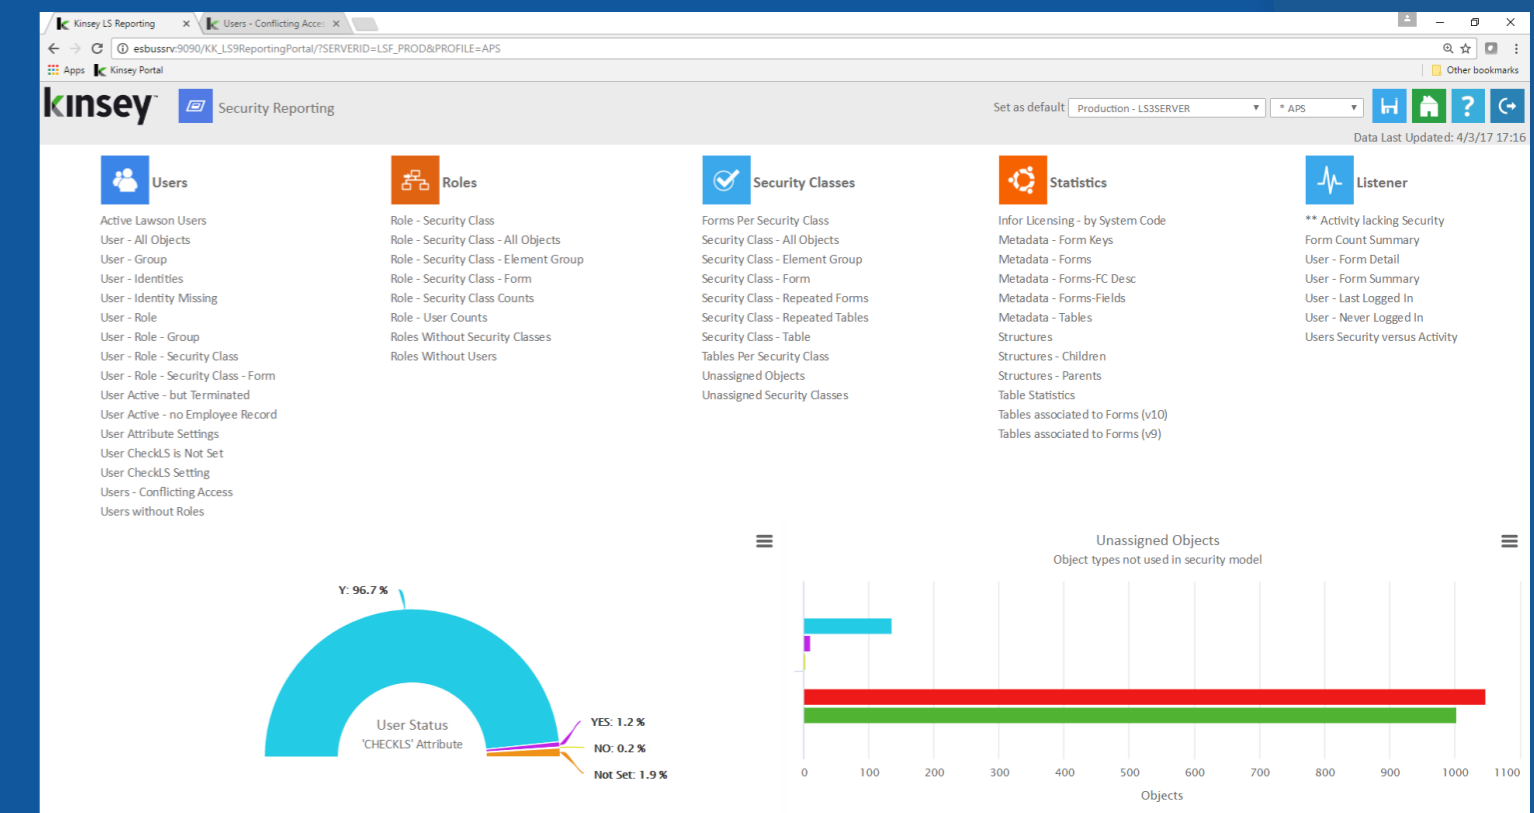 Kinsey LS Reporting
Users - Conflicting Acces
esbussrv:9090/KK_LS9ReportingPortal/?SERVERID=LSF_PROD&PROFILE=APS
Apps
Kinsey Portal
Other bookmarks
kinsey
Security Reporting
Set as default
Production - LS3SERVER
* APS
?
Data Last Updated: 4/3/17 17:16
Users
Active Lawson Users
User - All Objects
User - Group
User - Identities
User - Identity Missing
User - Role
User - Role - Group
User - Role - Security Class
User - Role - Security Class - Form
User Active - but Terminated
User Active - no Employee Record
User Attribute Settings
User CheckLS is Not Set
User CheckLS Setting
Users - Conflicting Access
Users without Roles
Roles
Role - Security Class
Role - Security Class - All Objects
Role - Security Class - Element Group
Role - Security Class - Form
Role - Security Class Counts
Role - User Counts
Roles Without Security Classes
Roles Without Users
Security Classes
Forms Per Security Class
Security Class - All Objects
Security Class - Element Group
Security Class - Form
Security Class - Repeated Forms
Security Class - Repeated Tables
Security Class - Table
Tables Per Security Class
Unassigned Objects
Unassigned Security Classes
Statistics
Infor Licensing - by System Code
Metadata - Form Keys
Metadata - Forms
Metadata - Forms-FC Desc
Metadata - Forms-Fields
Metadata - Tables
Structures
Structures - Children
Structures - Parents
Table Statistics
Tables associated to Forms (v10)
Tables associated to Forms (v9)
Listener
** Activity lacking Security
Form Count Summary
User - Form Detail
User - Form Summary
User - Last Logged In
User - Never Logged In
Users Security versus Activity
Y: 96.7 %
User Status
'CHECKLS' Attribute
YES: 1.2 %
NO: 0.2 %
Not Set: 1.9 %
Unassigned Objects
Object types not used in security model
0 100 200 300 400 500 600 700 800 900 1000 1100
Objects